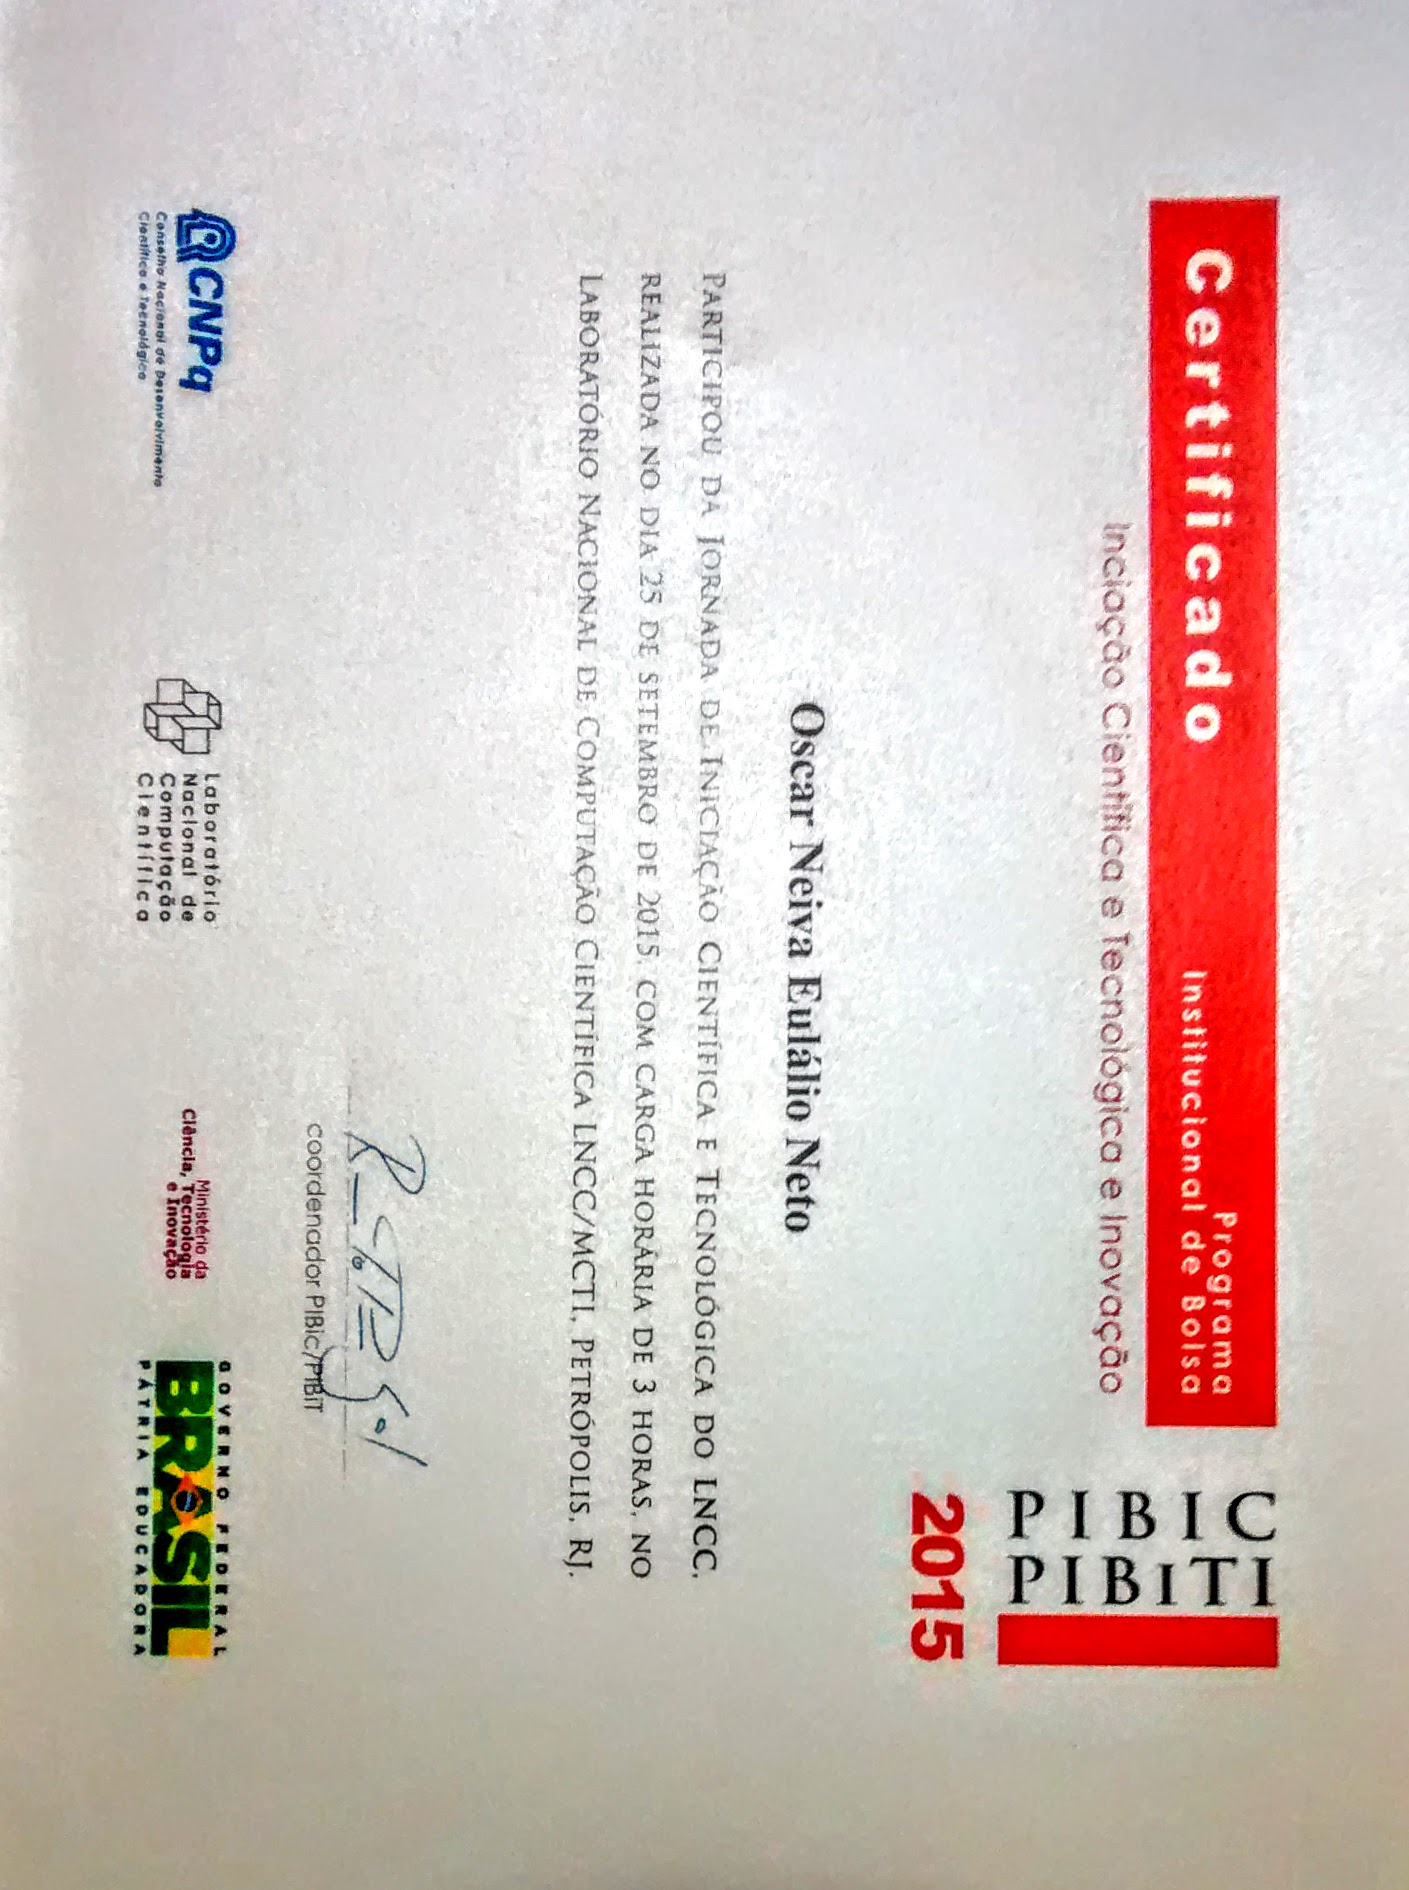 Certificado
Programa
Institucional de Bolsa
PIBIC
PIBiTI
Inciação Científica e Tecnológica e Inovação
2015
Oscar Neiva Eulálio Neto
Participou da Jornada de Iniciação Científica e Tecnológica do LNCC,
realizada no dia 25 de setembro de 2015, com carga horária de 3 horas, no
Laboratório Nacional de Computação Científica LNCC/MCTI, Petrópolis, RJ.
coordenador PIBic/PIBiT
CNPq
Conselho Nacional de Desenvolvimento
Científico e Tecnológico
Laboratório
Nacional de
Computação
Científica
Ministério da
Ciência, Tecnologia
e Inovação
GOVERNO FEDERAL
BRASIL
PÁTRIA EDUCADORA